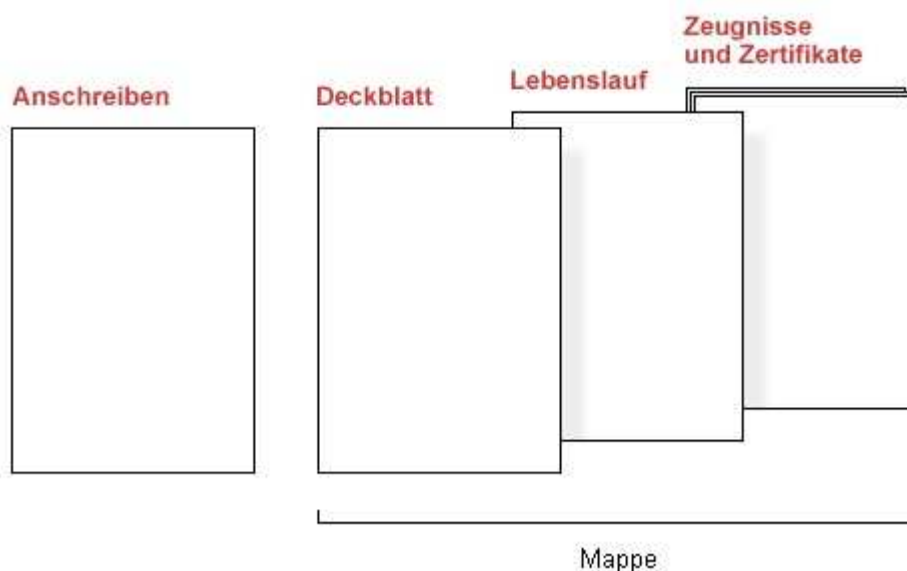 Anschreiben
Deckblatt
Lebenslauf
Zeugnisse
und Zertifikate
Mappe